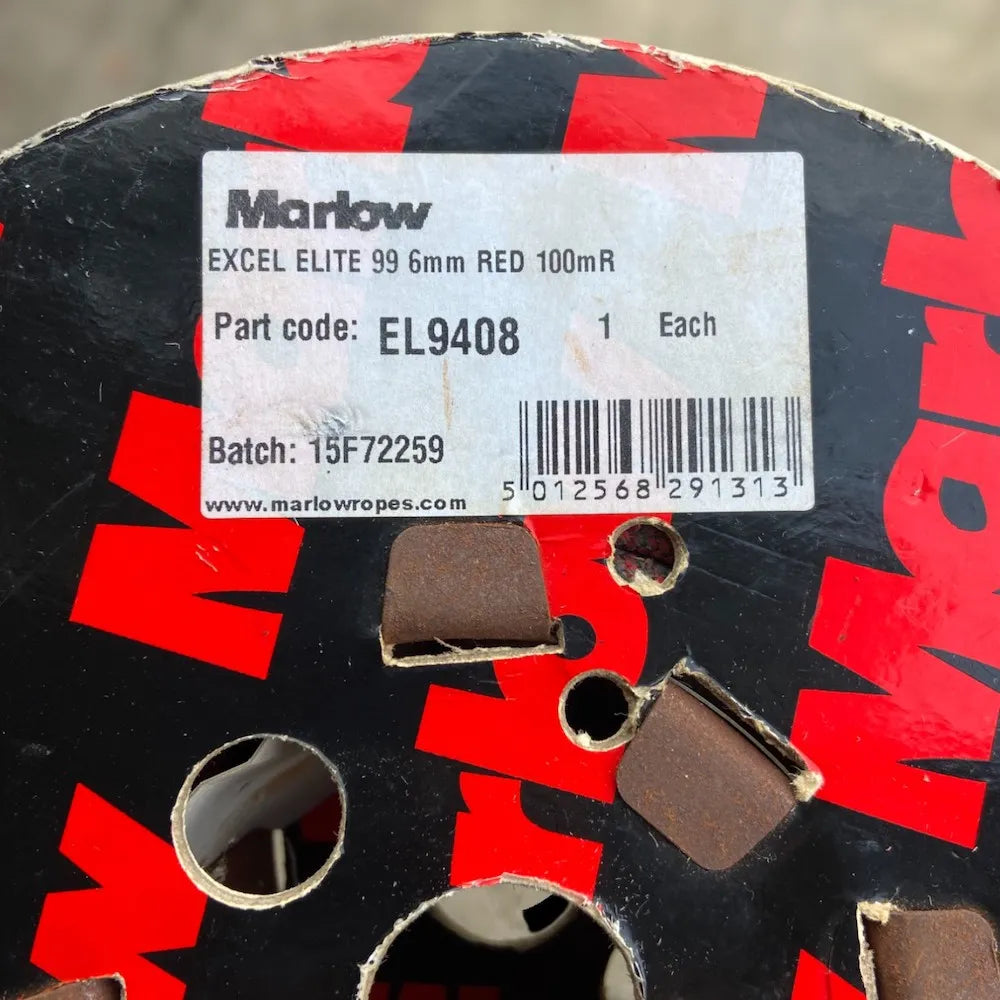 Marlow
EXCEL ELITE 99 6mm RED 100mR
Part code: EL9408 1 Each
Batch: 15F72259
www.marlowropes.com
5 012568 291313